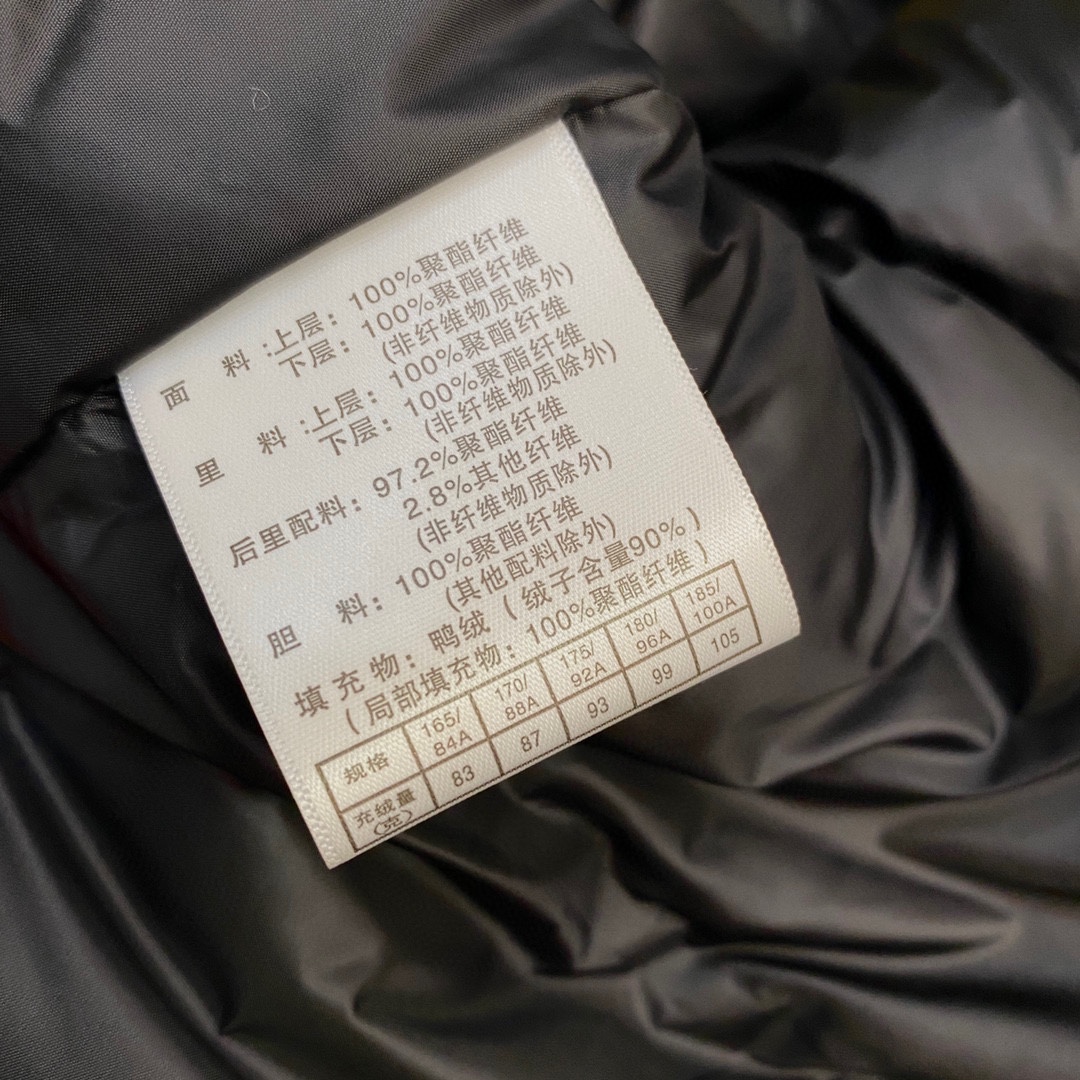 面 料:上层:100%聚酯纤维
下层:100%聚酯纤维
(非纤维物质除外)
里 料:上层:100%聚酯纤维
下层:100%聚酯纤维
(非纤维物质除外)
后里配料:97.2%聚酯纤维
2.8%其他纤维
(非纤维物质除外)
胆 料:100%聚酯纤维
(其他配料除外)
填充物:鸭绒(绒子含量90%)
(局部填充物:100%聚酯纤维)
规格 165/84A 170/88A 175/92A 180/96A 185/100A
充绒量(克) 83 87 93 99 105